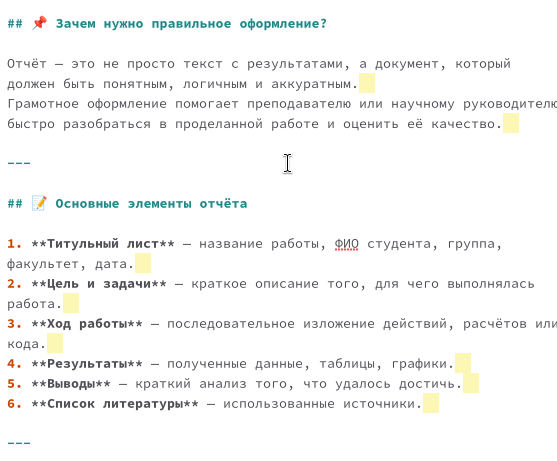 ## 📌 Зачем нужно правильное оформление?
Отчёт — это не просто текст с результатами, а документ, который
должен быть понятным, логичным и аккуратным.
Грамотное оформление помогает преподавателю или научному руководителю
быстро разобраться в проделанной работе и оценить её качество.
---
## 📝 Основные элементы отчёта
1. **Титульный лист** — название работы, ФИО студента, группа,
факультет, дата.
2. **Цель и задачи** — краткое описание того, для чего выполнялась
работа.
3. **Ход работы** — последовательное изложение действий, расчётов или
кода.
4. **Результаты** — полученные данные, таблицы, графики.
5. **Выводы** — краткий анализ того, что удалось достичь.
6. **Список литературы** — использованные источники.
---